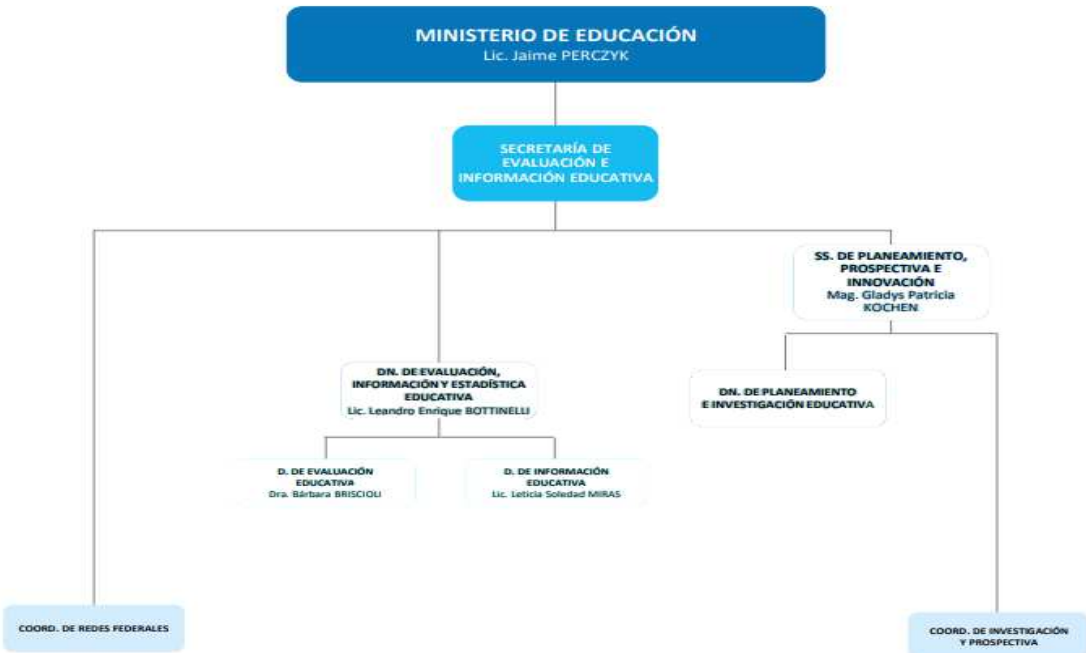 MINISTERIO DE EDUCACIÓN
Lic. Jaime PERCZYK
SECRETARÍA DE
EVALUACIÓN E
INFORMACIÓN EDUCATIVA
SS. DE PLANEAMIENTO,
PROSPECTIVA E
INNOVACIÓN
Mag. Gladys Patricia
KOCHEN
DN. DE EVALUACIÓN,
INFORMACIÓN Y ESTADÍSTICA
EDUCATIVA
Lic. Leandro Enrique BOTTINELLI
DN. DE PLANEAMIENTO
E INVESTIGACIÓN EDUCATIVA
D. DE EVALUACIÓN
EDUCATIVA
Dra. Bárbara BRISCIOLI
D. DE INFORMACIÓN
EDUCATIVA
Lic. Leticia Soledad MIRAS
COORD. DE REDES FEDERALES
COORD. DE INVESTIGACIÓN
Y PROSPECTIVA